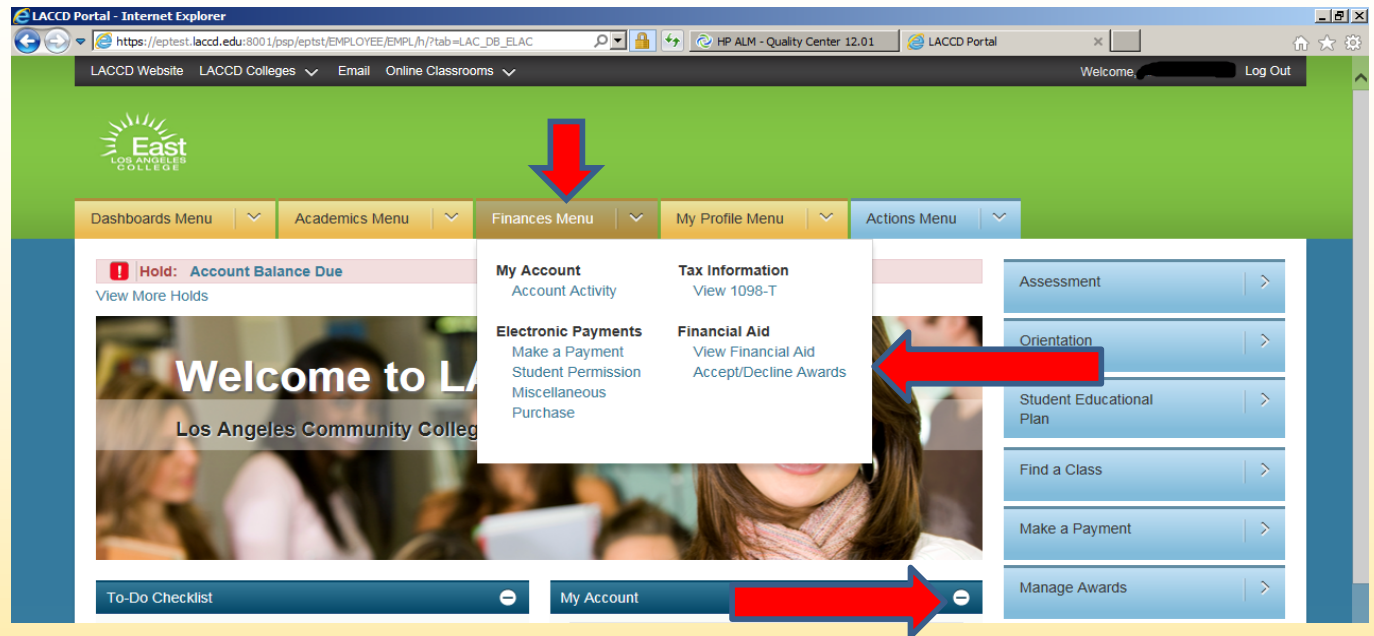 LACCD Portal - Internet Explorer
https://eptest.laccd.edu:8001/psp/eptst/EMPLOYEE/EMPL/h/?tab=LAC_DB_ELAC
HP ALM - Quality Center 12.01
LACCD Portal
LACCD Website LACCD Colleges Email Online Classrooms
Welcome,
Log Out
East
LOS ANGELES
COLLEGE
Dashboards Menu
Academics Menu
Finances Menu
My Profile Menu
Actions Menu
! Hold: Account Balance Due
View More Holds
My Account
Account Activity
Electronic Payments
Make a Payment
Student Permission
Miscellaneous
Purchase
Tax Information
View 1098-T
Financial Aid
View Financial Aid
Accept/Decline Awards
Welcome to
Los Angeles Community
Assessment
Orientation
Student Educational
Plan
Find a Class
Make a Payment
Manage Awards
To-Do Checklist
My Account